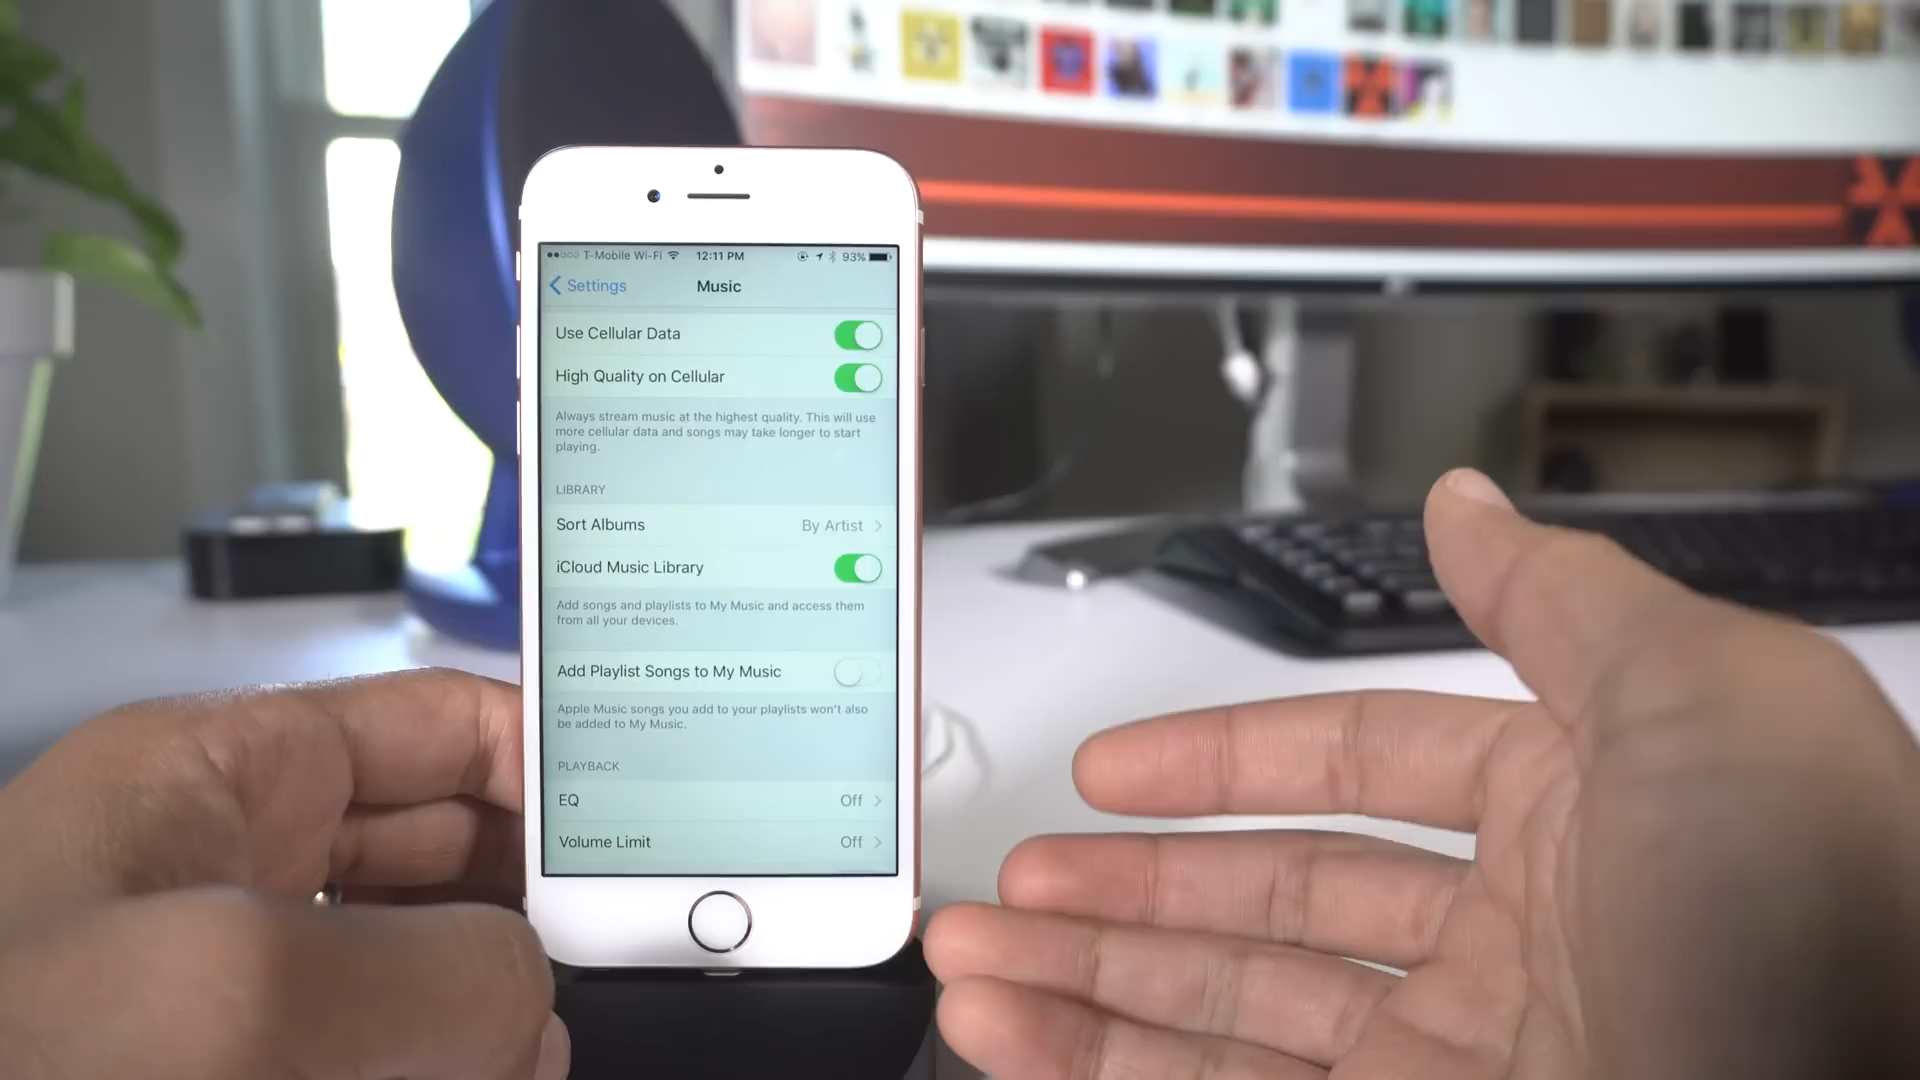 T-Mobile Wi-Fi 12:11 PM 93%
Settings Music
Use Cellular Data
High Quality on Cellular
Always stream music at the highest quality. This will use
more cellular data and songs may take longer to start
playing.
LIBRARY
Sort Albums By Artist
iCloud Music Library
Add songs and playlists to My Music and access them
from all your devices.
Add Playlist Songs to My Music
Apple Music songs you add to your playlists won't also
be added to My Music.
PLAYBACK
EQ Off
Volume Limit Off